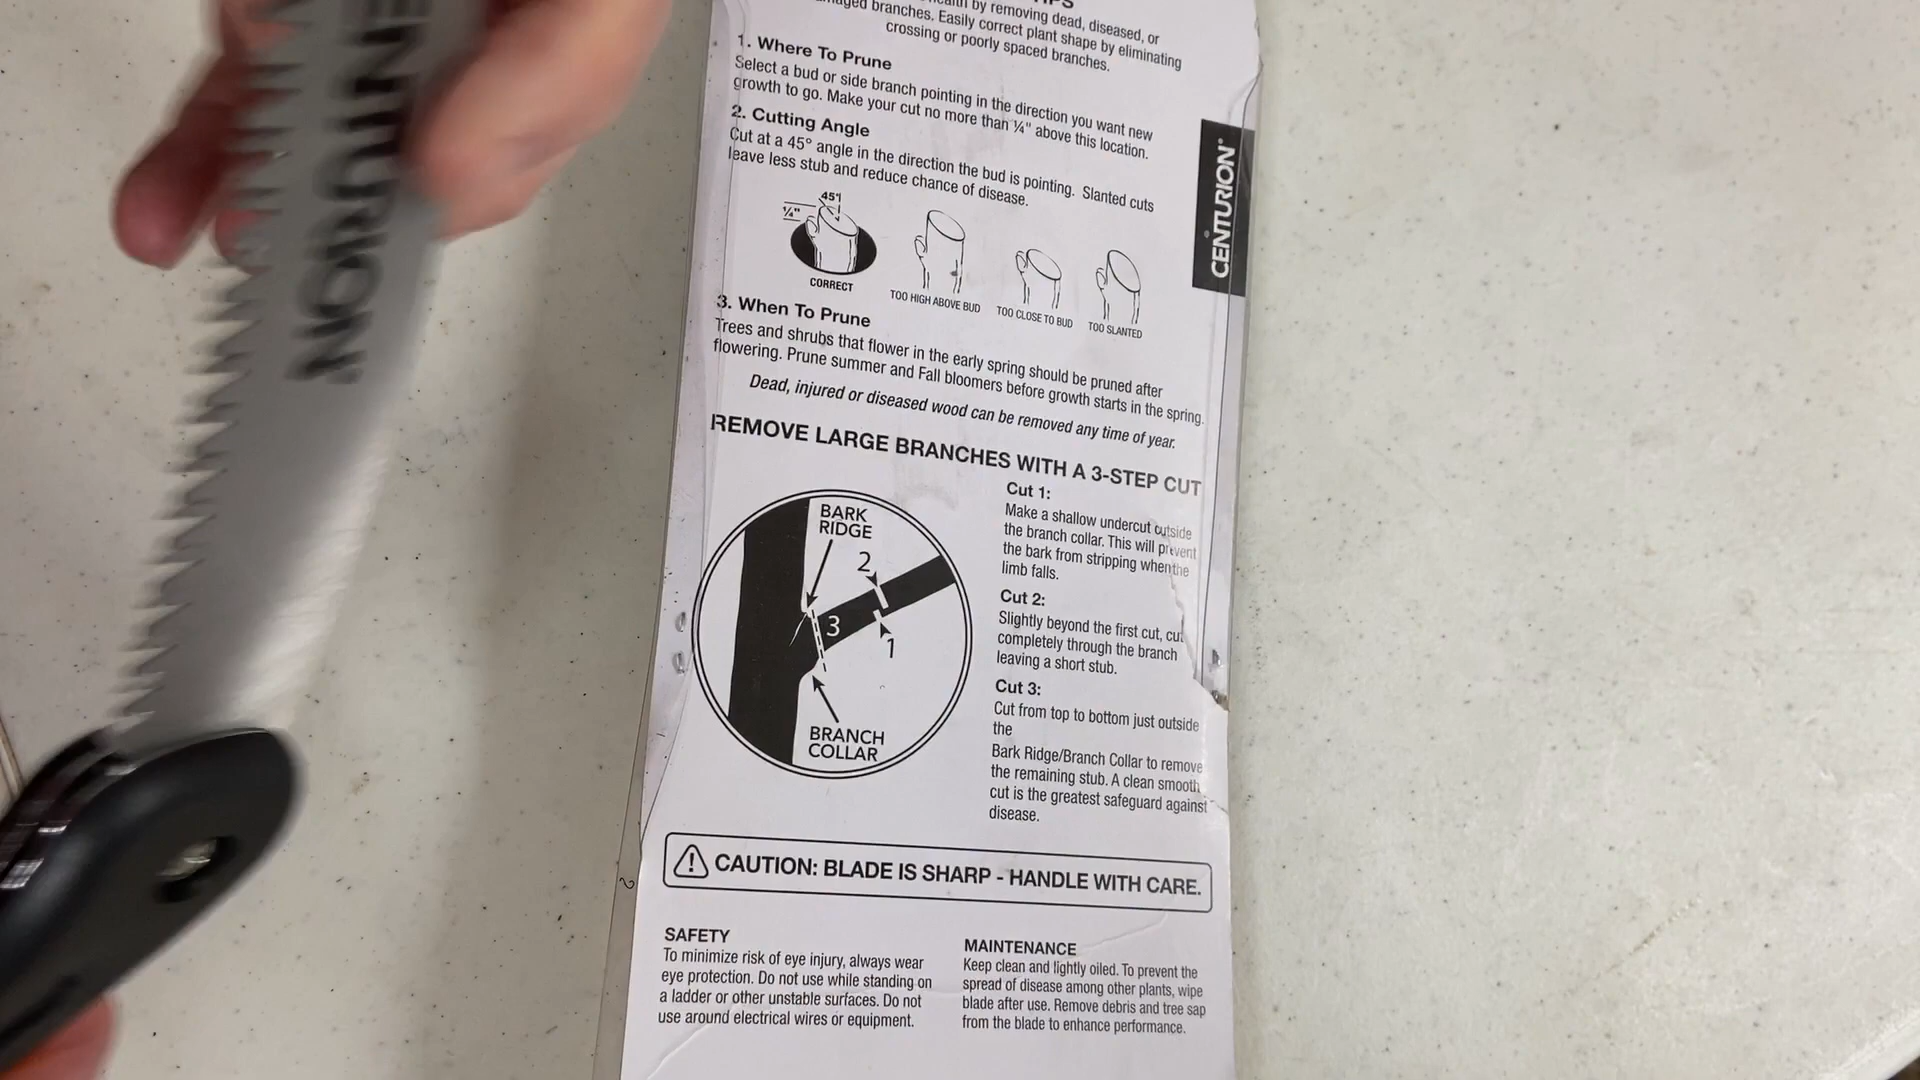 by removing dead, diseased, or
branches. Easily correct plant shape by eliminating
crossing or poorly spaced branches.
1. Where To Prune
Select a bud or side branch pointing in the direction you want new
growth to go. Make your cut no more than ¼" above this location.
2. Cutting Angle
Cut at a 45° angle in the direction the bud is pointing. Slanted cuts
leave less stub and reduce chance of disease.
45°
¼"
CORRECT
TOO HIGH ABOVE BUD
TOO CLOSE TO BUD
TOO SLANTED
3. When To Prune
Trees and shrubs that flower in the early spring should be pruned after
flowering. Prune summer and Fall bloomers before growth starts in the spring.
Dead, injured or diseased wood can be removed any time of year.
REMOVE LARGE BRANCHES WITH A 3-STEP CUT
BARK
RIDGE
2
3
1
BRANCH
COLLAR
Cut 1:
Make a shallow undercut outside
the branch collar. This will prevent
the bark from stripping when the
limb falls.
Cut 2:
Slightly beyond the first cut, cut
completely through the branch
leaving a short stub.
Cut 3:
Cut from top to bottom just outside
the
Bark Ridge/Branch Collar to remove
the remaining stub. A clean smooth
cut is the greatest safeguard against
disease.
CAUTION: BLADE IS SHARP - HANDLE WITH CARE.
SAFETY
To minimize risk of eye injury, always wear
eye protection. Do not use while standing on
a ladder or other unstable surfaces. Do not
use around electrical wires or equipment.
MAINTENANCE
Keep clean and lightly oiled. To prevent the
spread of disease among other plants, wipe
blade after use. Remove debris and tree sap
from the blade to enhance performance.
CENTURION
ENTURION